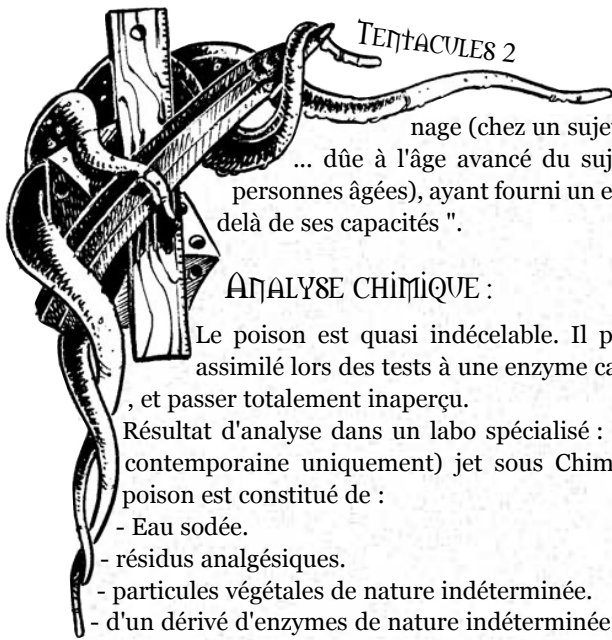 TENTACULES 2
nage (chez un sujet
... dûe à l'âge avancé du suj
personnes âgées), ayant fourni un e
delà de ses capacités ".
ANALYSE CHIMIQUE :
Le poison est quasi indécelable. Il p
assimilé lors des tests à une enzyme ca
, et passer totalement inaperçu.
Résultat d'analyse dans un labo spécialisé :
contemporaine uniquement) jet sous Chim
poison est constitué de :
- Eau sodée.
- résidus analgésiques.
- particules végétales de nature indéterminée.
- d'un dérivé d'enzymes de nature indéterminée